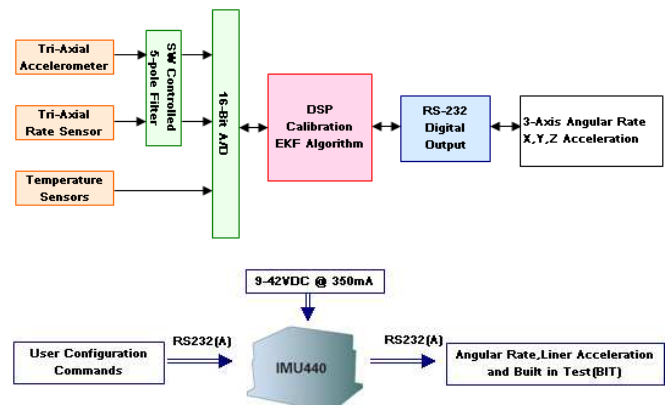 Tri-Axial
Accelerometer
Tri-Axial
Rate Sensor
Temperature
Sensors
SW Controlled
5-pole Filter
16-Bit A/D
DSP
Calibration
EKF Algorithm
RS-232
Digital
Output
3-Axis Angular Rate
X,Y,Z Acceleration
9-42VDC @ 350mA
User Configuration
Commands
RS232(A)
IMU440
RS232(A)
Angular Rate,Liner Acceleration
and Built in Test(BIT)